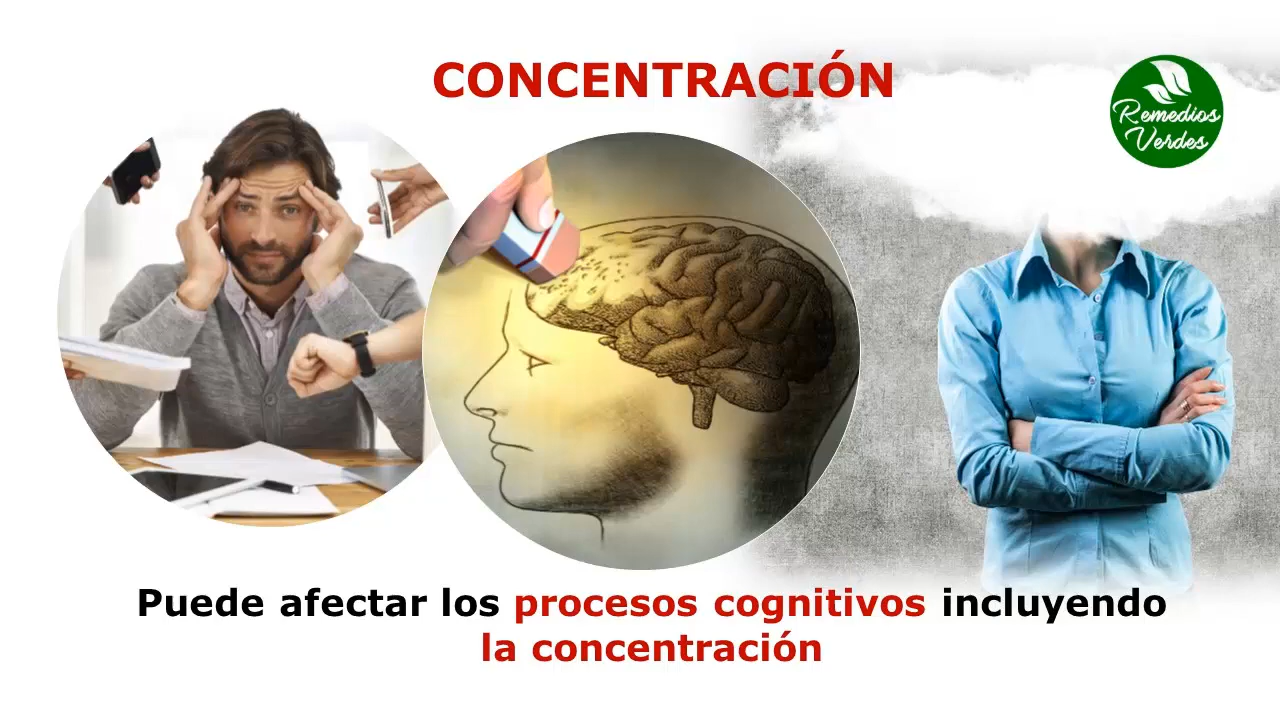 CONCENTRACIÓN
Remedios
Verdes
Puede afectar los procesos cognitivos incluyendo
la concentración